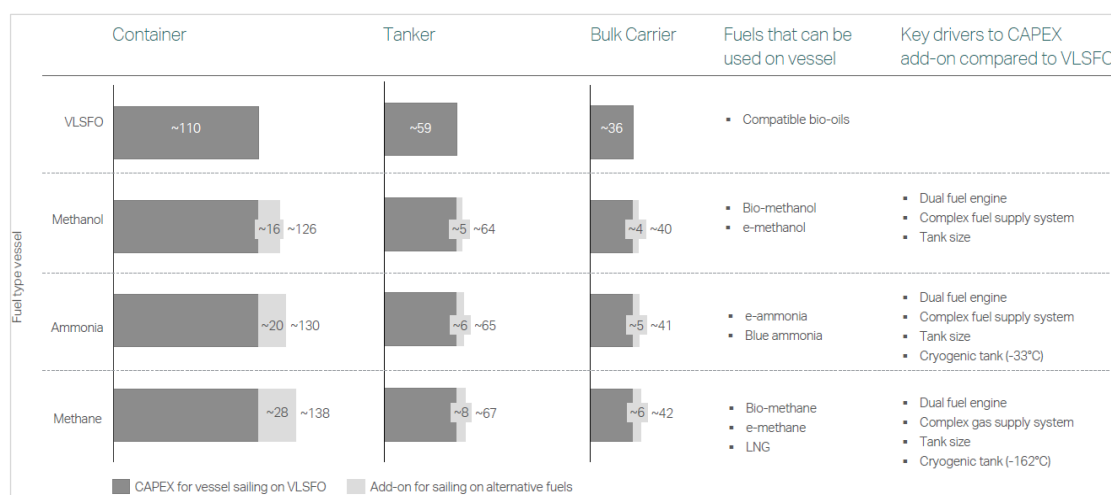 Container
Tanker
Bulk Carrier
Fuels that can be
used on vessel
Key drivers to CAPEX
add-on compared to VLSFO
Fuel type vessel
VLSFO
~110
~59
~36
▪ Compatible bio-oils
Methanol
~16 ~126
~5 ~64
~4 ~40
▪ Bio-methanol
▪ e-methanol
▪ Dual fuel engine
▪ Complex fuel supply system
▪ Tank size
Ammonia
~20 ~130
~6 ~65
~5 ~41
▪ e-ammonia
▪ Blue ammonia
▪ Dual fuel engine
▪ Complex fuel supply system
▪ Tank size
▪ Cryogenic tank (-33°C)
Methane
~28 ~138
~8 ~67
~6 ~42
▪ Bio-methane
▪ e-methane
▪ LNG
▪ Dual fuel engine
▪ Complex gas supply system
▪ Tank size
▪ Cryogenic tank (-162°C)
CAPEX for vessel sailing on VLSFO
Add-on for sailing on alternative fuels